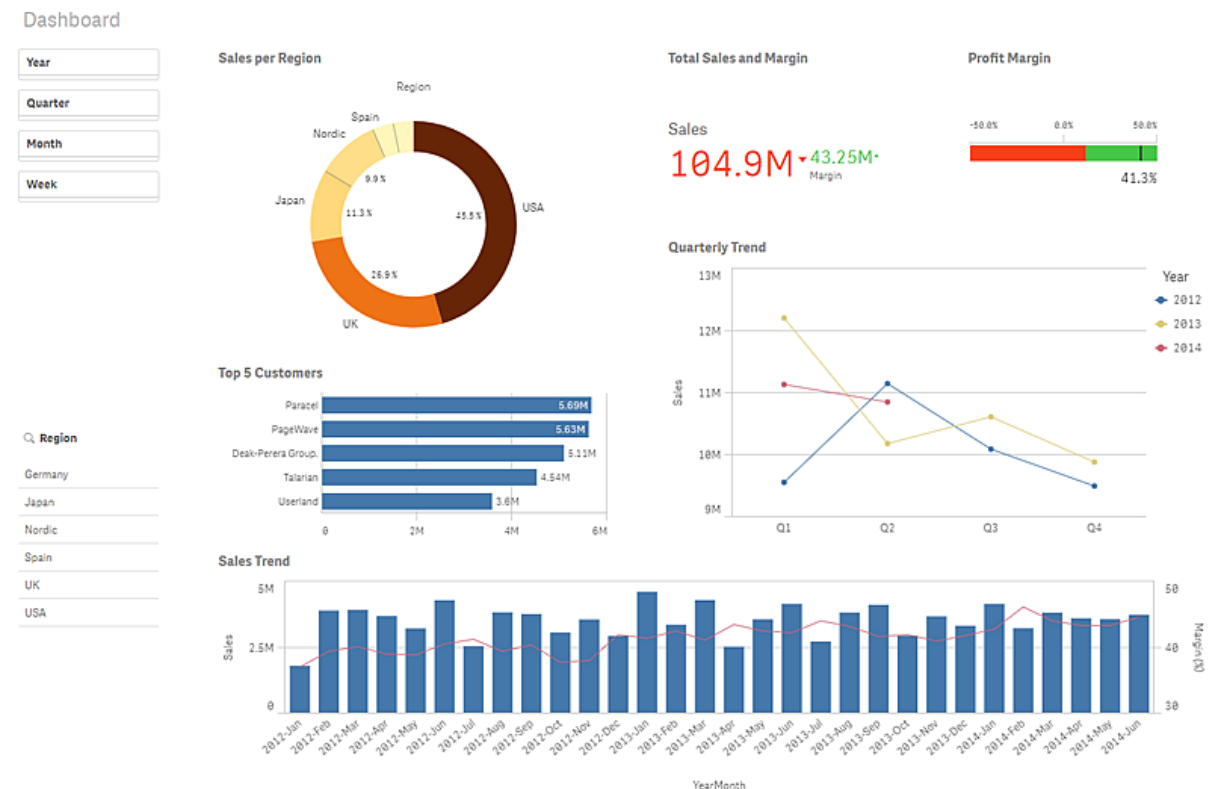 Dashboard
Year
Quarter
Month
Week
Region
Germany
Japan
Nordic
Spain
UK
USA
Sales per Region
Region
Spain
Nordic
Japan
USA
UK
9.9%
11.3%
45.5%
26.9%
Total Sales and Margin
Sales
104.9M
43.25M
Margin
Profit Margin
-50.0% 0.0% 50.0%
41.3%
Top 5 Customers
Paracel 5.69M
PageWave 5.63M
Deak-Perera Group. 5.11M
Talarian 4.54M
Userland 3.6M
0 2M 4M 6M
Quarterly Trend
Sales
13M
12M
11M
10M
9M
Q1 Q2 Q3 Q4
Year
2012
2013
2014
Sales Trend
Sales
5M
2.5M
0
50
40
30
Margin (%)
2012-Jan 2012-Feb 2012-Mar 2012-Apr 2012-May 2012-Jun 2012-Jul 2012-Aug 2012-Sep 2012-Oct 2012-Nov 2012-Dec 2013-Jan 2013-Feb 2013-Mar 2013-Apr 2013-May 2013-Jun 2013-Jul 2013-Aug 2013-Sep 2013-Oct 2013-Nov 2013-Dec 2014-Jan 2014-Feb 2014-Mar 2014-Apr 2014-May 2014-Jun
YearMonth